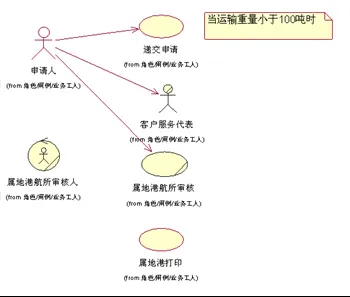 当运输重量小于100吨时
递交申请
(from 角色/用例/业务工人)
申请人
(from 角色/用例/业务工人)
客户服务代表
(from 角色/用例/业务工人)
属地港航所审核人
(from 角色/用例/业务工人)
属地港航所审核
(from 角色/用例/业务工人)
属地港打印
(from 角色/用例/业务工人)